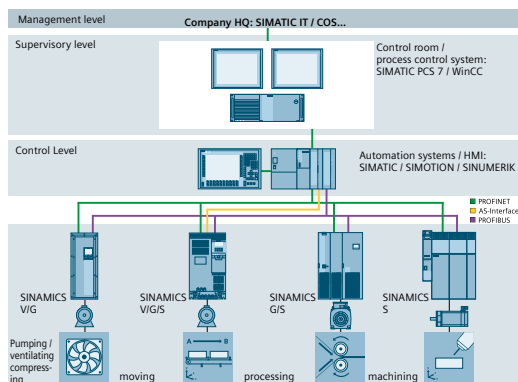 Management level
Company HQ: SIMATIC IT / COS...
Supervisory level
Control room /
process control system:
SIMATIC PCS 7 / WinCC
Control Level
Automation systems / HMI:
SIMATIC / SIMOTION / SINUMERIK
PROFINET
AS-Interface
PROFIBUS
SINAMICS
V/G
SINAMICS
V/G/S
SINAMICS
G/S
SINAMICS
S
Pumping /
ventilating
compress-
ing
A
B
moving
processing
machining